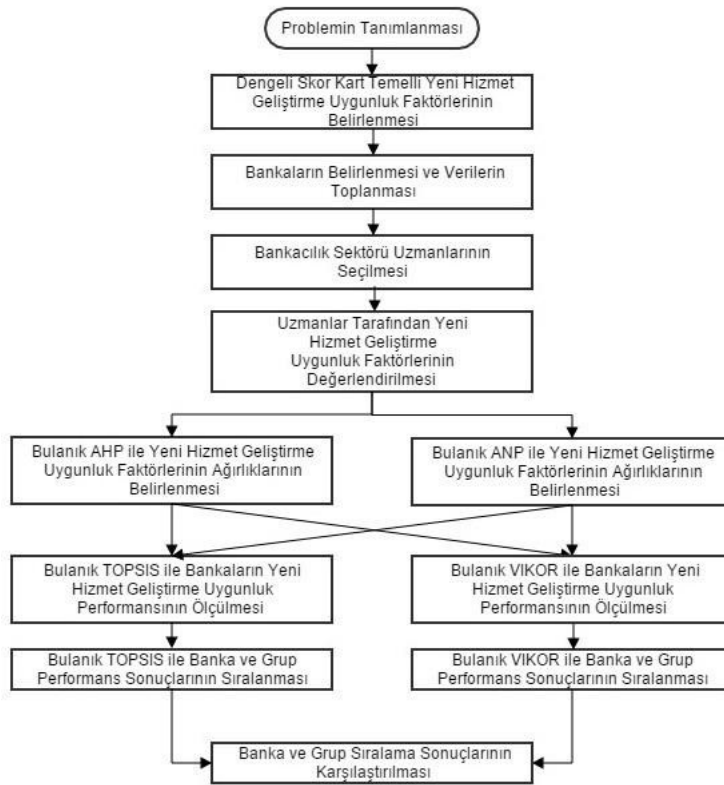 Problemin Tanımlanması
Dengeli Skor Kart Temelli Yeni Hizmet
Geliştirme Uygunluk Faktörlerinin
Belirlenmesi
Bankaların Belirlenmesi ve Verilerin
Toplanması
Bankacılık Sektörü Uzmanlarının
Seçilmesi
Uzmanlar Tarafından Yeni
Hizmet Geliştirme
Uygunluk Faktörlerinin
Değerlendirilmesi
Bulanık AHP ile Yeni Hizmet Geliştirme
Uygunluk Faktörlerinin Ağırlıklarının
Belirlenmesi
Bulanık ANP ile Yeni Hizmet Geliştirme
Uygunluk Faktörlerinin Ağırlıklarının
Belirlenmesi
Bulanık TOPSIS ile Bankaların Yeni
Hizmet Geliştirme Uygunluk
Performansının Ölçülmesi
Bulanık VIKOR ile Bankaların Yeni
Hizmet Geliştirme Uygunluk
Performansının Ölçülmesi
Bulanık TOPSIS ile Banka ve Grup
Performans Sonuçlarının Sıralanması
Bulanık VIKOR ile Banka ve Grup
Performans Sonuçlarının Sıralanması
Banka ve Grup Sıralama Sonuçlarının
Karşılaştırılması